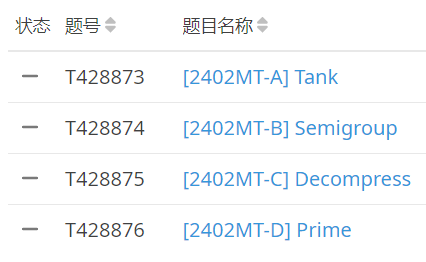 状态 题号 题目名称
T428873 [2402MT-A] Tank
T428874 [2402MT-B] Semigroup
T428875 [2402MT-C] Decompress
T428876 [2402MT-D] Prime